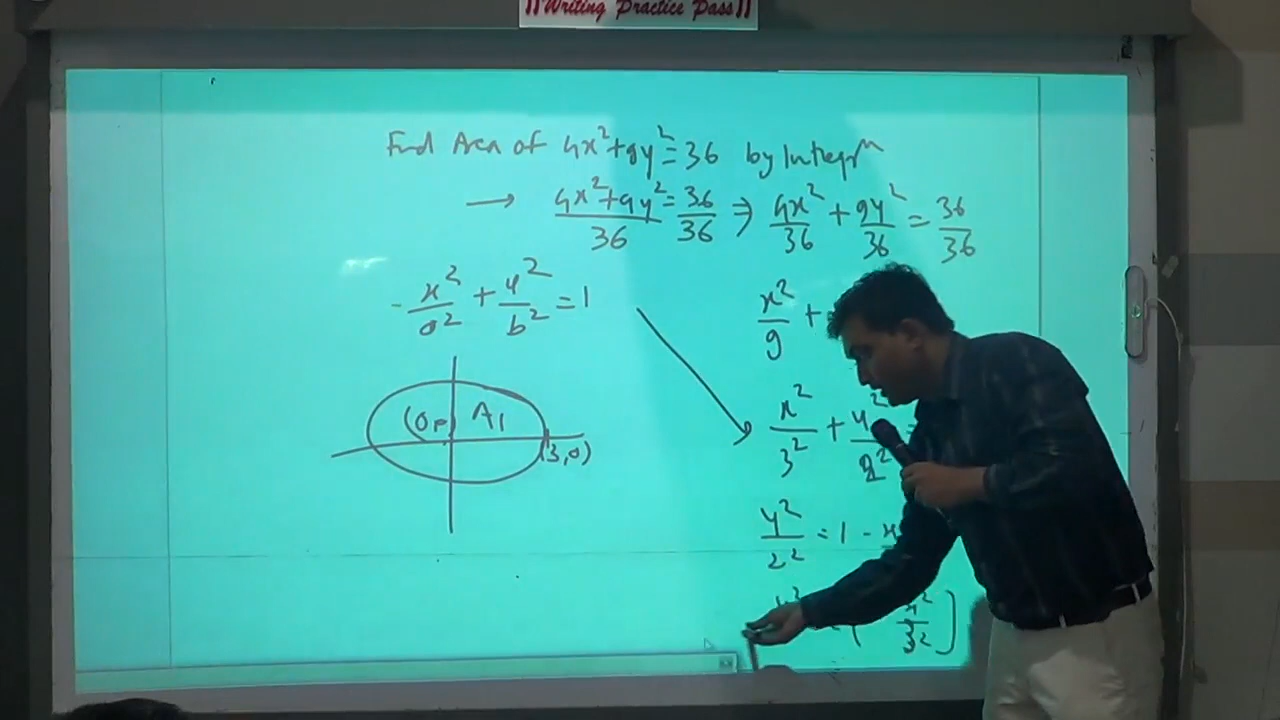 ||Writing Practice Pass||
Find Area of 4x²+9y²=36 by Integrn
→ 4x²+9y²/36 = 36/36 ⇒ 4x²/36 + 9y²/36 = 36/36
- x²/a² + y²/b² = 1
x²/9 +
(0,0) A1
(3,0)
x²/3² + y²/2² =
y²/2² = 1 - x
y² x²/3² ]